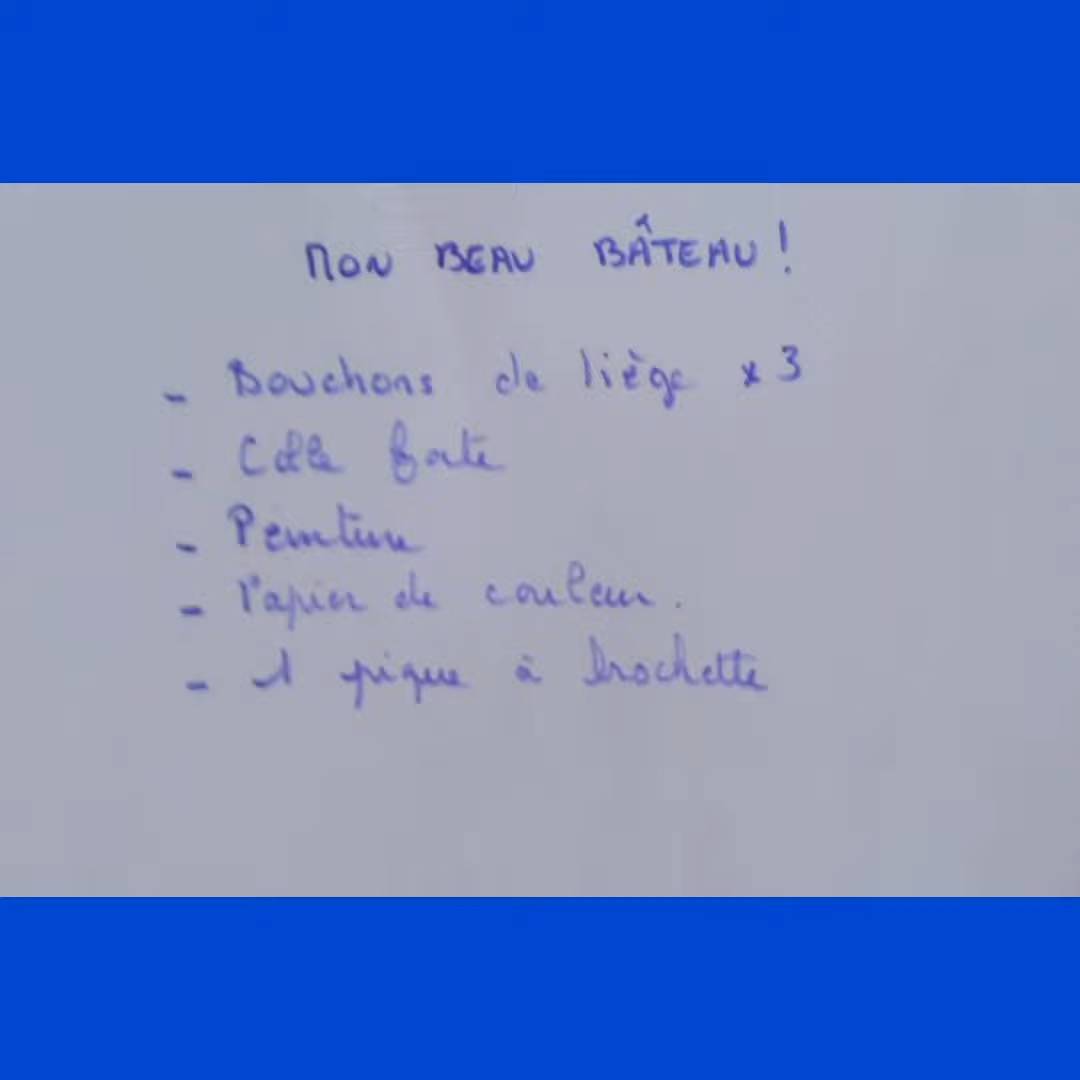 MON BEAU BÂTEAU !
- Bouchons de liège x 3
- Colle forte
- Peinture
- Papier de couleur.
- 1 pique à brochette